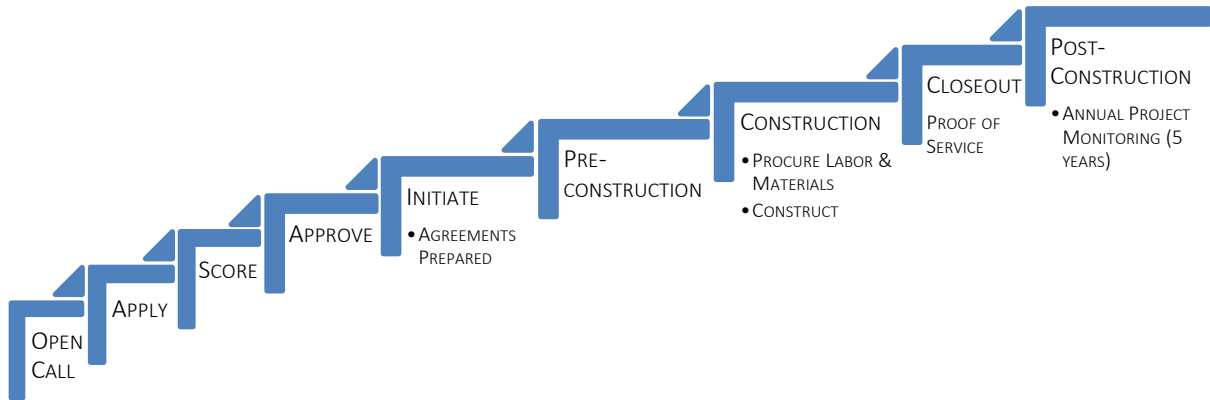 OPEN
CALL
APPLY
SCORE
APPROVE
INITIATE
• AGREEMENTS
PREPARED
PRE-
CONSTRUCTION
CONSTRUCTION
• PROCURE LABOR &
MATERIALS
• CONSTRUCT
CLOSEOUT
PROOF OF
SERVICE
POST-
CONSTRUCTION
• ANNUAL PROJECT
MONITORING (5
YEARS)